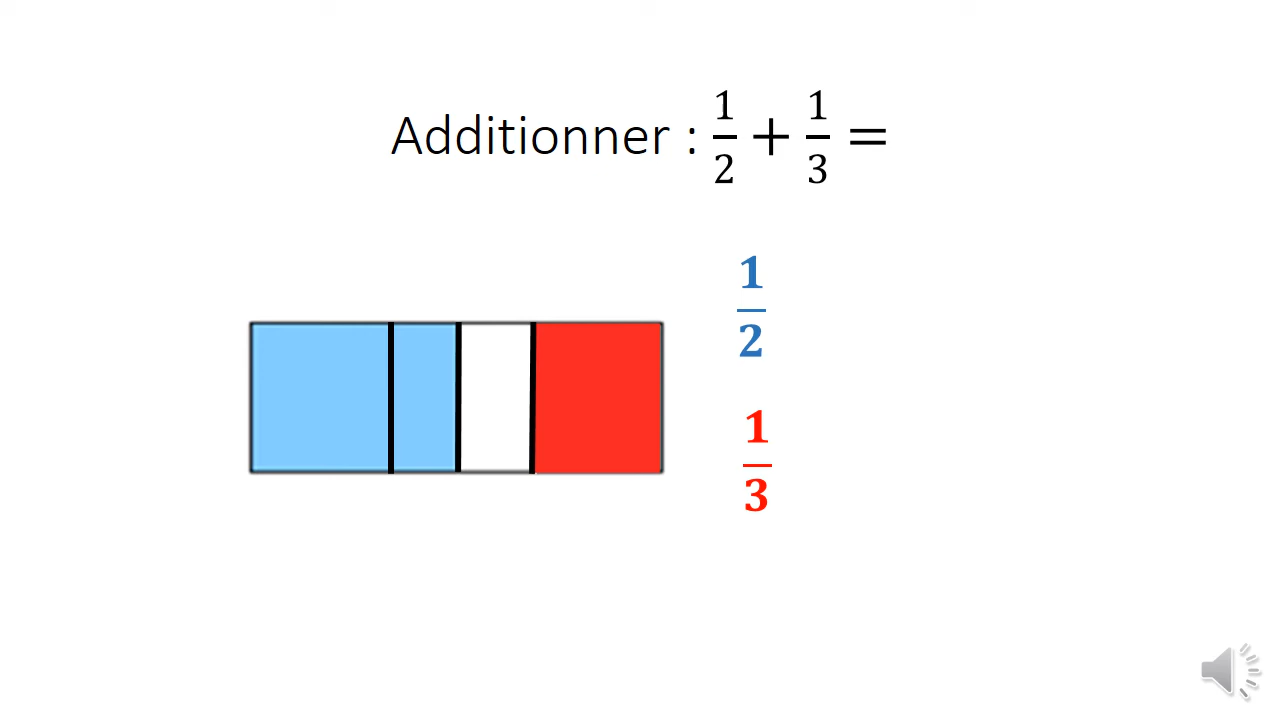 Additionner : 1/2 + 1/3 =
1/2
1/3